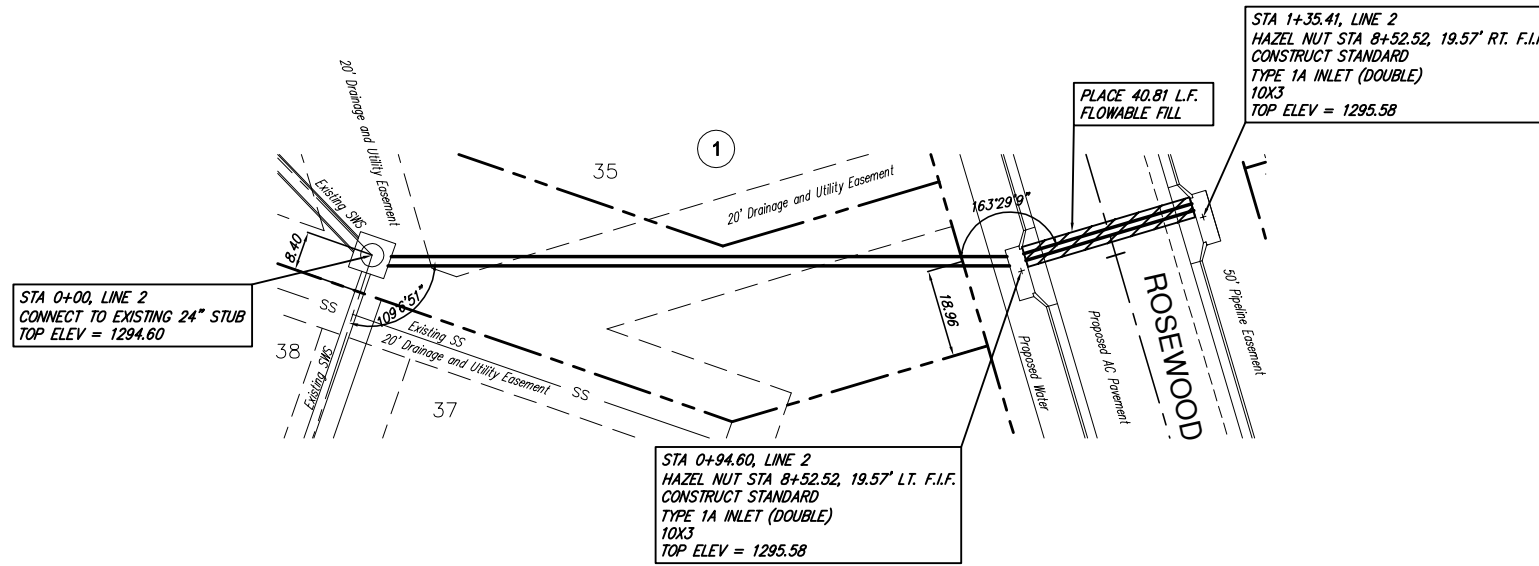 STA 1+35.41, LINE 2
HAZEL NUT STA 8+52.52, 19.57' RT. F.I.F
CONSTRUCT STANDARD
TYPE 1A INLET (DOUBLE)
10X3
TOP ELEV = 1295.58
PLACE 40.81 L.F.
FLOWABLE FILL
20' Drainage and Utility Easement
1
35
Existing SWS
20' Drainage and Utility Easement
163°29'9"
8.40
STA 0+00, LINE 2
CONNECT TO EXISTING 24" STUB
TOP ELEV = 1294.60
109°6'51"
18.96
ROSEWOOD
50' Pipeline Easement
SS
Existing SS
20' Drainage and Utility Easement
SS
38
Existing SWS
37
Proposed Water
Proposed AC Pavement
STA 0+94.60, LINE 2
HAZEL NUT STA 8+52.52, 19.57' LT. F.I.F.
CONSTRUCT STANDARD
TYPE 1A INLET (DOUBLE)
10X3
TOP ELEV = 1295.58